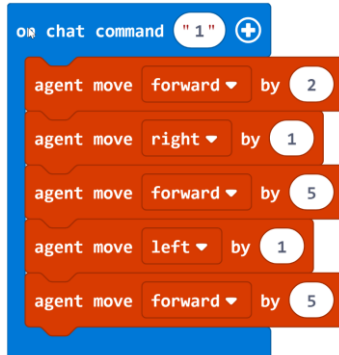 on chat command "1"
agent move forward by 2
agent move right by 1
agent move forward by 5
agent move left by 1
agent move forward by 5